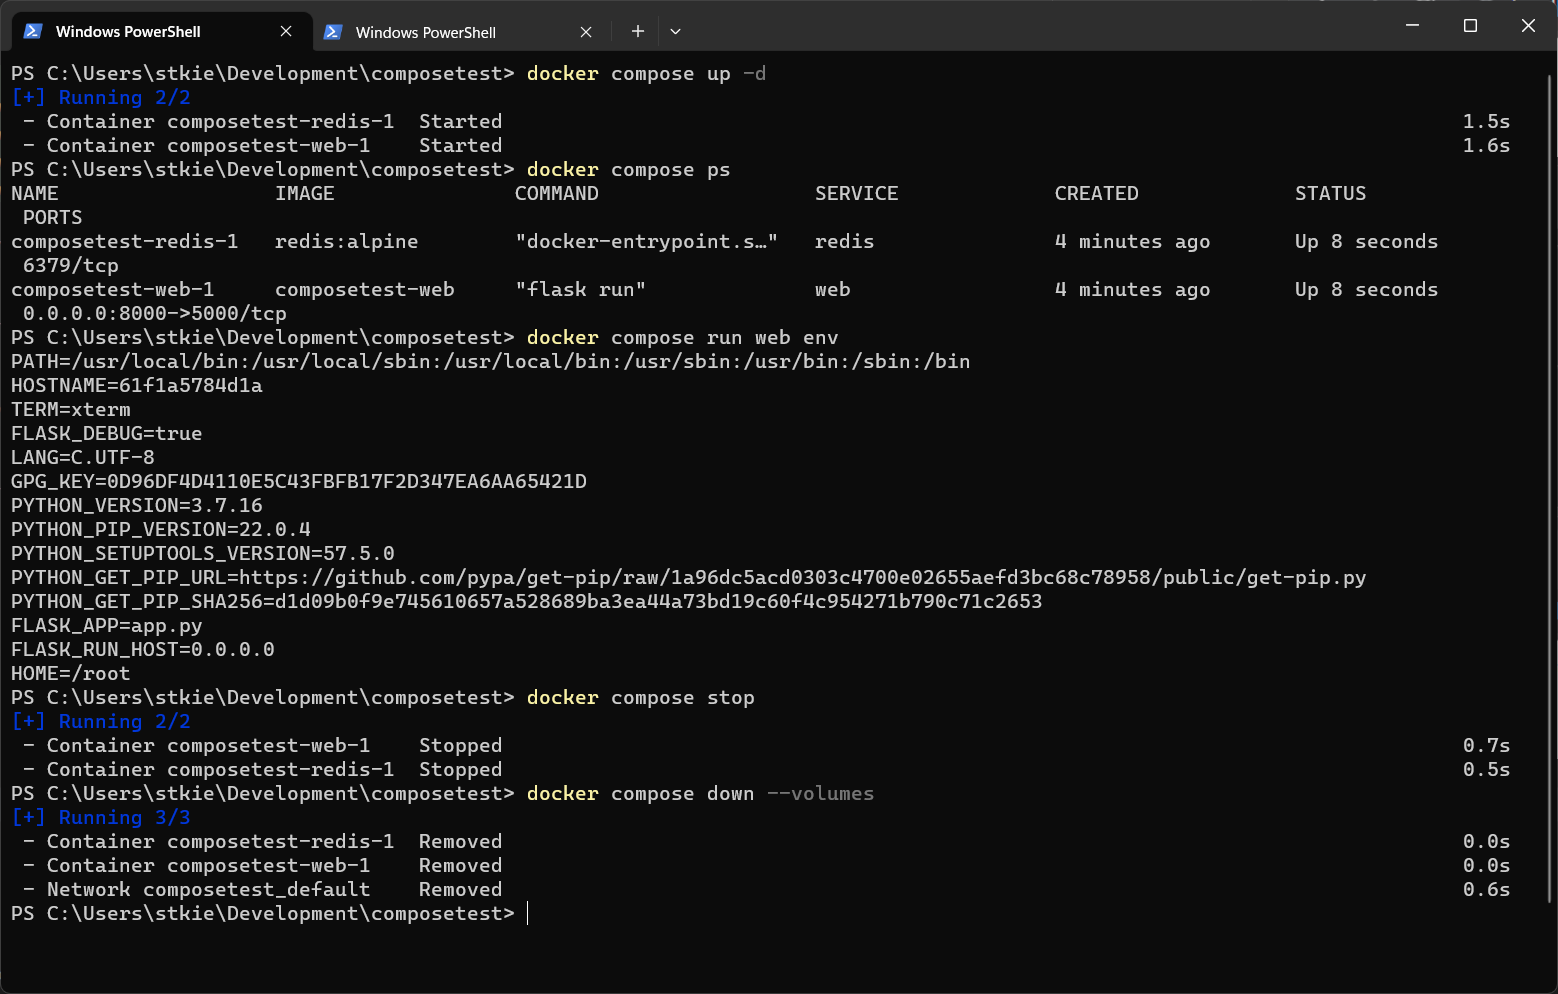 Windows PowerShell
Windows PowerShell
PS C:\Users\stkie\Development\composetest> docker compose up -d
[+] Running 2/2
 - Container composetest-redis-1  Started 1.5s
 - Container composetest-web-1    Started 1.6s
PS C:\Users\stkie\Development\composetest> docker compose ps
NAME                  IMAGE               COMMAND                  SERVICE             CREATED             STATUS
 PORTS
composetest-redis-1   redis:alpine        "docker-entrypoint.s…"   redis               4 minutes ago       Up 8 seconds
 6379/tcp
composetest-web-1     composetest-web     "flask run"              web                 4 minutes ago       Up 8 seconds
 0.0.0.0:8000->5000/tcp
PS C:\Users\stkie\Development\composetest> docker compose run web env
PATH=/usr/local/bin:/usr/local/sbin:/usr/local/bin:/usr/sbin:/usr/bin:/sbin:/bin
HOSTNAME=61f1a5784d1a
TERM=xterm
FLASK_DEBUG=true
LANG=C.UTF-8
GPG_KEY=0D96DF4D4110E5C43FBFB17F2D347EA6AA65421D
PYTHON_VERSION=3.7.16
PYTHON_PIP_VERSION=22.0.4
PYTHON_SETUPTOOLS_VERSION=57.5.0
PYTHON_GET_PIP_URL=https://github.com/pypa/get-pip/raw/1a96dc5acd0303c4700e02655aefd3bc68c78958/public/get-pip.py
PYTHON_GET_PIP_SHA256=d1d09b0f9e745610657a528689ba3ea44a73bd19c60f4c954271b790c71c2653
FLASK_APP=app.py
FLASK_RUN_HOST=0.0.0.0
HOME=/root
PS C:\Users\stkie\Development\composetest> docker compose stop
[+] Running 2/2
 - Container composetest-web-1    Stopped 0.7s
 - Container composetest-redis-1  Stopped 0.5s
PS C:\Users\stkie\Development\composetest> docker compose down --volumes
[+] Running 3/3
 - Container composetest-redis-1  Removed 0.0s
 - Container composetest-web-1    Removed 0.0s
 - Network composetest_default    Removed 0.6s
PS C:\Users\stkie\Development\composetest>